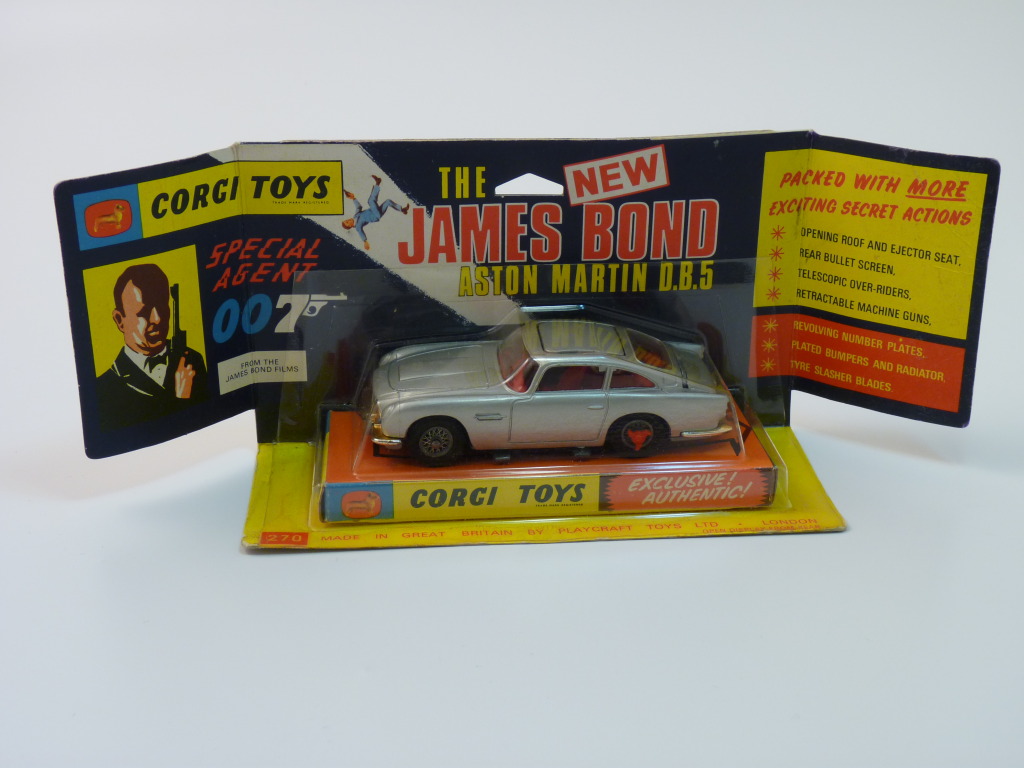 CORGI TOYS
TRADE MARK REGISTERED
SPECIAL
AGENT
007
FROM THE
JAMES BOND FILMS
THE
NEW
JAMES BOND
ASTON MARTIN D.B.5
PACKED WITH MORE
EXCITING SECRET ACTIONS
OPENING ROOF AND EJECTOR SEAT.
REAR BULLET SCREEN.
TELESCOPIC OVER-RIDERS,
RETRACTABLE MACHINE GUNS,
REVOLVING NUMBER PLATES.
PLATED BUMPERS AND RADIATOR.
TYRE SLASHER BLADES.
CORGI TOYS
EXCLUSIVE!
AUTHENTIC!
270 MADE IN GREAT BRITAIN BY PLAYCRAFT TOYS LTD . LONDON